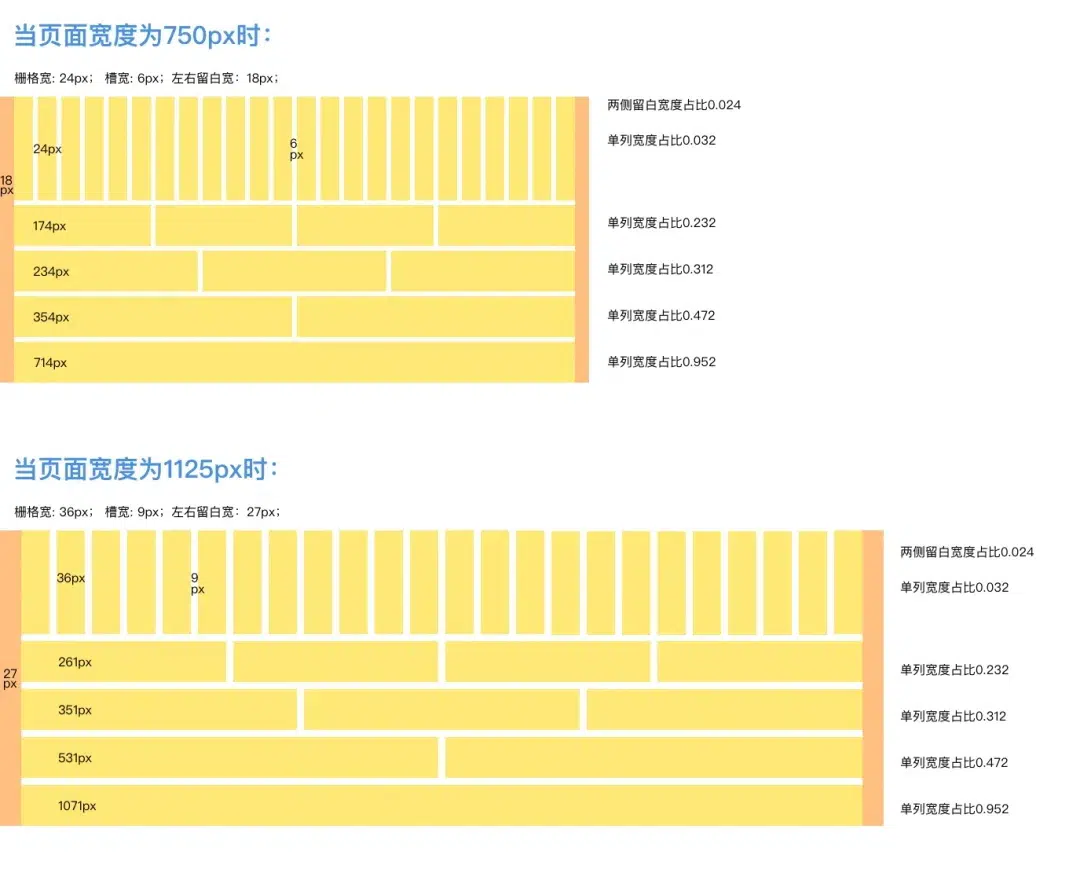 当页面宽度为750px时：
栅格宽: 24px； 槽宽: 6px；左右留白宽：18px；
两侧留白宽度占比0.024
单列宽度占比0.032
24px
6
px
18
px
174px
单列宽度占比0.232
234px
单列宽度占比0.312
354px
单列宽度占比0.472
714px
单列宽度占比0.952
当页面宽度为1125px时：
栅格宽: 36px； 槽宽: 9px；左右留白宽：27px；
两侧留白宽度占比0.024
36px
9
px
单列宽度占比0.032
261px
单列宽度占比0.232
27
px
351px
单列宽度占比0.312
531px
单列宽度占比0.472
1071px
单列宽度占比0.952